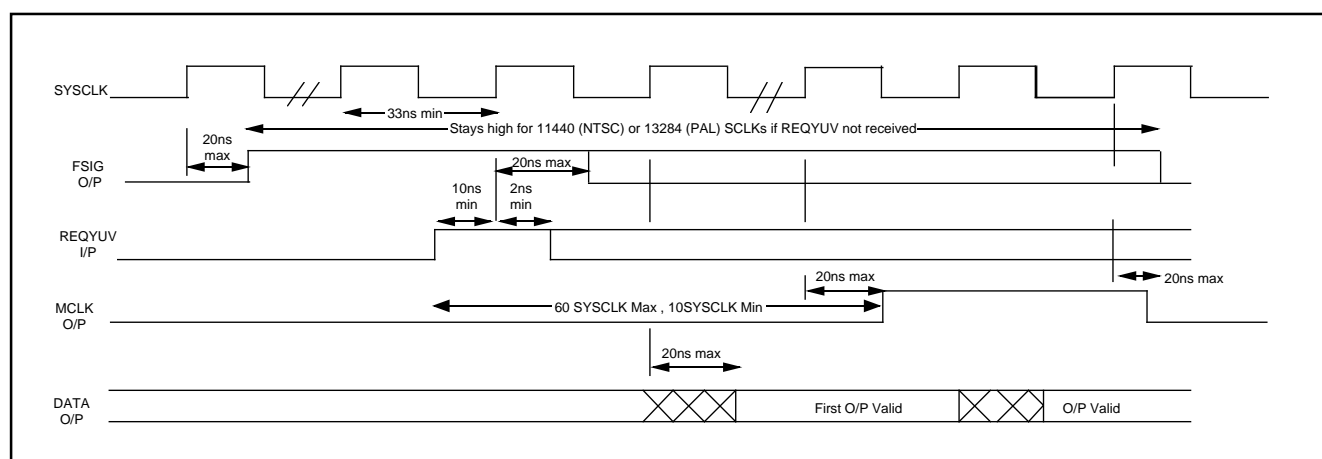 SYSCLK
33ns min
Stays high for 11440 (NTSC) or 13284 (PAL) SCLKs if REQYUV not received
20ns
max
FSIG
O/P
20ns max
10ns
min
2ns
min
REQYUV
I/P
20ns max
20ns max
60 SYSCLK Max , 10SYSCLK Min
MCLK
O/P
20ns max
DATA
O/P
First O/P Valid
O/P Valid